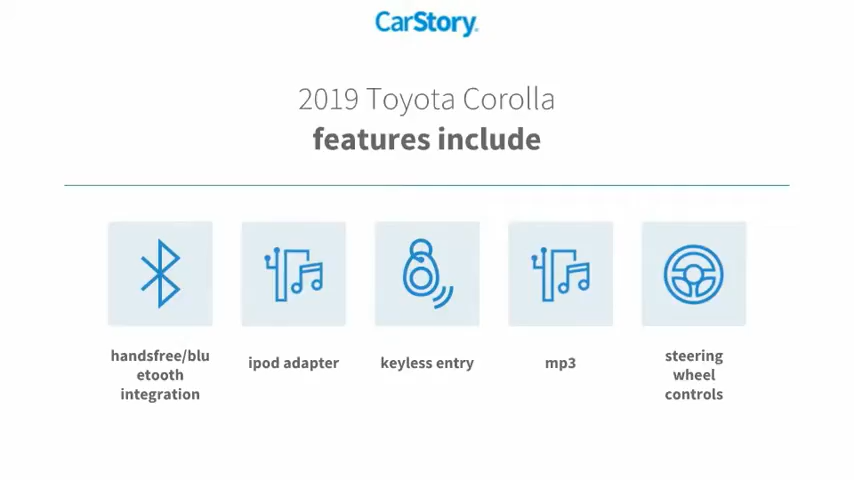 CarStory
2019 Toyota Corolla
features include
handsfree/blu
etooth
integration
ipod adapter
keyless entry
mp3
steering
wheel
controls